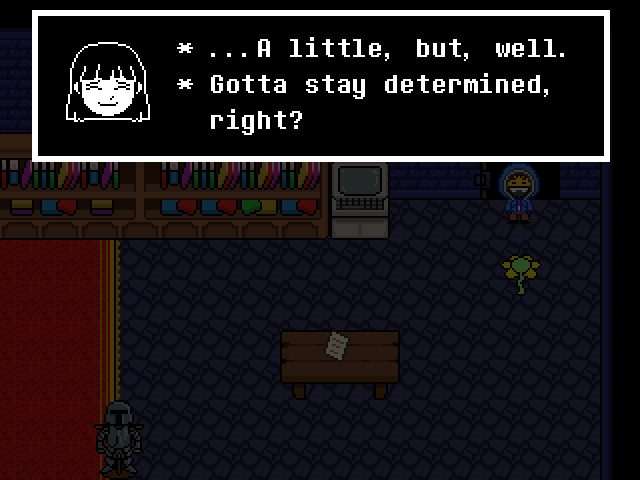 * ...A little, but, well.
* Gotta stay determined,
right?